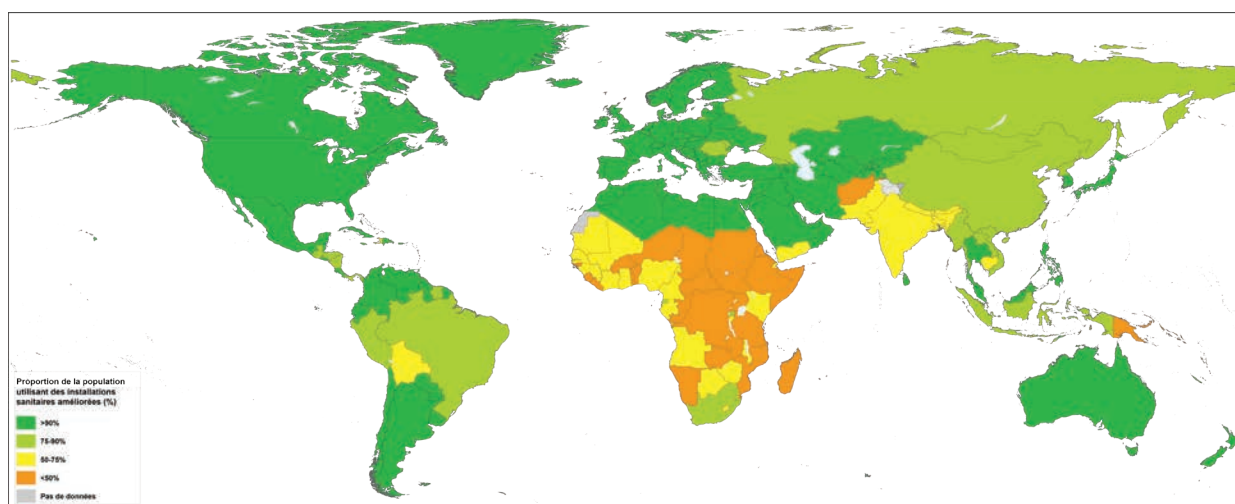 Proportion de la population
utilisant des installations
sanitaires améliorées (%)
>90%
75-90%
50-75%
<50%
Pas de données